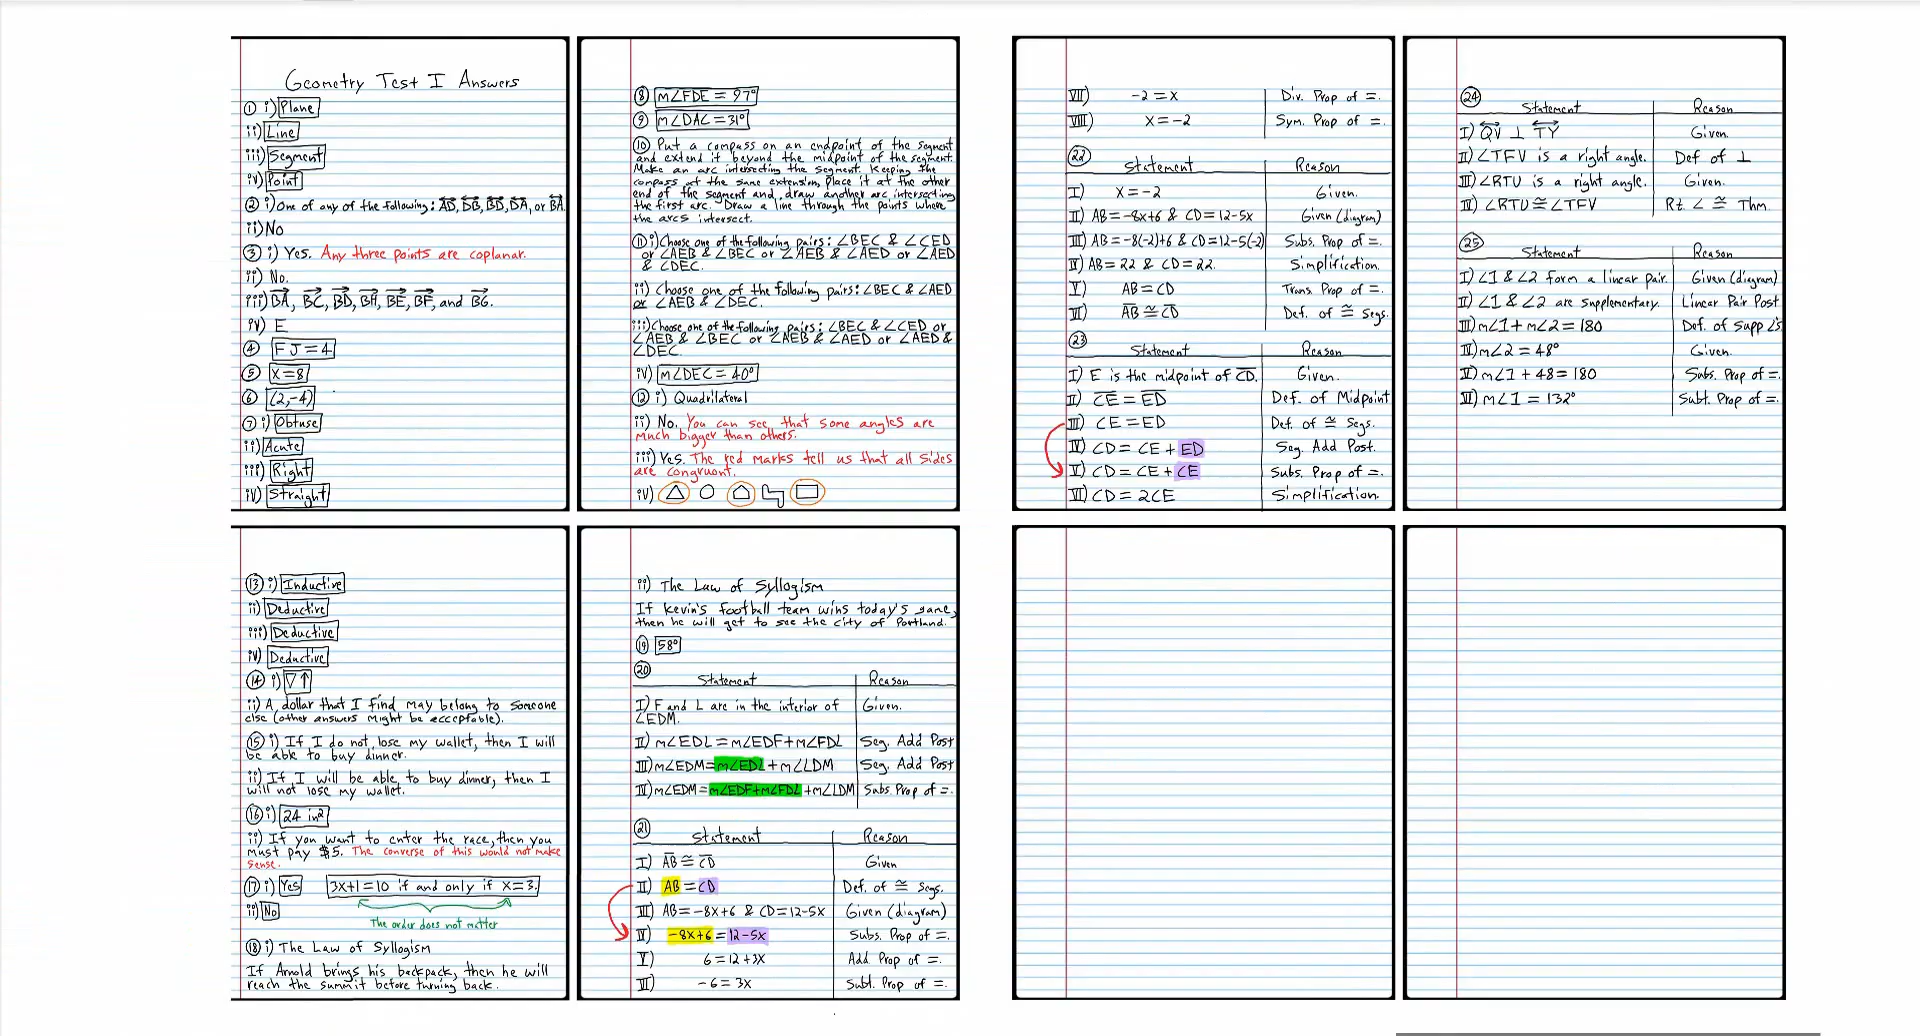 Geometry Test I Answers
① i) Plane
ii) Line
iii) Segment
iv) Point
② i) One of any of the following: AD, DB, BD, DA, or BA.
ii) No
③ i) Yes. Any three points are coplanar.
ii) No.
iii) BA, BC, BD, BH, BE, BF, and BG.
iv) E
④ FJ=4
⑤ x=8
⑥ (2,-4)
⑦ i) Obtuse
ii) Acute
iii) Right
iv) Straight
⑧ m∠FDE = 97°
⑨ m∠DAC = 31°
⑩ Put a compass on an endpoint of the segment
and extend it beyond the midpoint of the segment.
Make an arc intersecting the segment. Keeping the
compass at the same extension, place it at the other
end of the segment and draw another arc intersecting
the first arc. Draw a line through the points where
the arcs intersect.
⑪ i) Choose one of the following pairs: ∠BEC & ∠CED
or ∠AEB & ∠BEC or ∠AEB & ∠AED or ∠AED
& ∠DEC.
ii) Choose one of the following pairs: ∠BEC & ∠AED
or ∠AEB & ∠DEC.
iii) Choose one of the following pairs: ∠BEC & ∠CED or
∠AEB & ∠BEC or ∠AEB & ∠AED or ∠AED &
∠DEC.
iv) m∠DEC = 40°
⑫ i) Quadrilateral
ii) No. You can see that some angles are
much bigger than others.
iii) Yes. The red marks tell us that all sides
are congruent.
iv)
⑬ i) Inductive
ii) Deductive
iii) Deductive
iv) Deductive
⑭ i) ▽↑
ii) A dollar that I find may belong to someone
else (other answers might be acceptable).
⑮ i) If I do not lose my wallet, then I will
be able to buy dinner.
ii) If I will be able to buy dinner, then I
will not lose my wallet.
⑯ i) 24 in²
ii) If you want to enter the race, then you
must pay $5. The converse of this would not make
sense.
⑰ i) Yes 3x+1=10 if and only if x=3.
ii) No
The order does not matter
⑱ i) The Law of Syllogism
If Arnold brings his backpack, then he will
reach the summit before turning back.
ii) The Law of Syllogism
If Kevin's football team wins today's game,
then he will get to see the city of Portland.
⑲ 58°
⑳
Statement Reason
I) F and L are in the interior of Given.
∠EDM.
II) m∠EDL = m∠EDF + m∠FDL Seg. Add Post
III) m∠EDM = m∠EDL + m∠LDM Seg. Add Post
IV) m∠EDM = m∠EDF + m∠FDL + m∠LDM Subs. Prop of =.
㉑
Statement Reason
I) AB ≅ CD Given
II) AB = CD Def. of ≅ Segs.
III) AB = -8x+6 & CD = 12-5x Given (diagram)
IV) -8x+6 = 12-5x Subs. Prop of =.
V) 6 = 12+3x Add Prop of =.
VI) -6 = 3x Subt. Prop of =.
VII) -2 = x Div. Prop of =.
VIII) x = -2 Sym. Prop of =.
㉒
Statement Reason
I) x = -2 Given.
II) AB = -8x+6 & CD = 12-5x Given (diagram)
III) AB = -8(-2)+6 & CD = 12-5(-2) Subs. Prop of =.
IV) AB = 22 & CD = 22. Simplification.
V) AB = CD Trans. Prop of =.
VI) AB ≅ CD Def. of ≅ Segs.
㉓
Statement Reason
I) E is the midpoint of CD. Given.
II) CE = ED Def. of Midpoint
III) CE = ED Def. of ≅ Segs.
IV) CD = CE + ED Seg. Add Post.
V) CD = CE + CE Subs. Prop of =.
VI) CD = 2CE Simplification.
㉔
Statement Reason
I) QV ⊥ TY Given.
II) ∠TFV is a right angle. Def of ⊥
III) ∠RTU is a right angle. Given.
IV) ∠RTU ≅ ∠TFV Rt. ∠ ≅ Thm.
㉕
Statement Reason
I) ∠1 & ∠2 form a linear pair. Given (diagram)
II) ∠1 & ∠2 are supplementary. Linear Pair Post
III) m∠1 + m∠2 = 180 Def. of Supp ∠s
IV) m∠2 = 48° Given.
V) m∠1 + 48 = 180 Subs. Prop of =.
VI) m∠1 = 132° Subt. Prop of =.